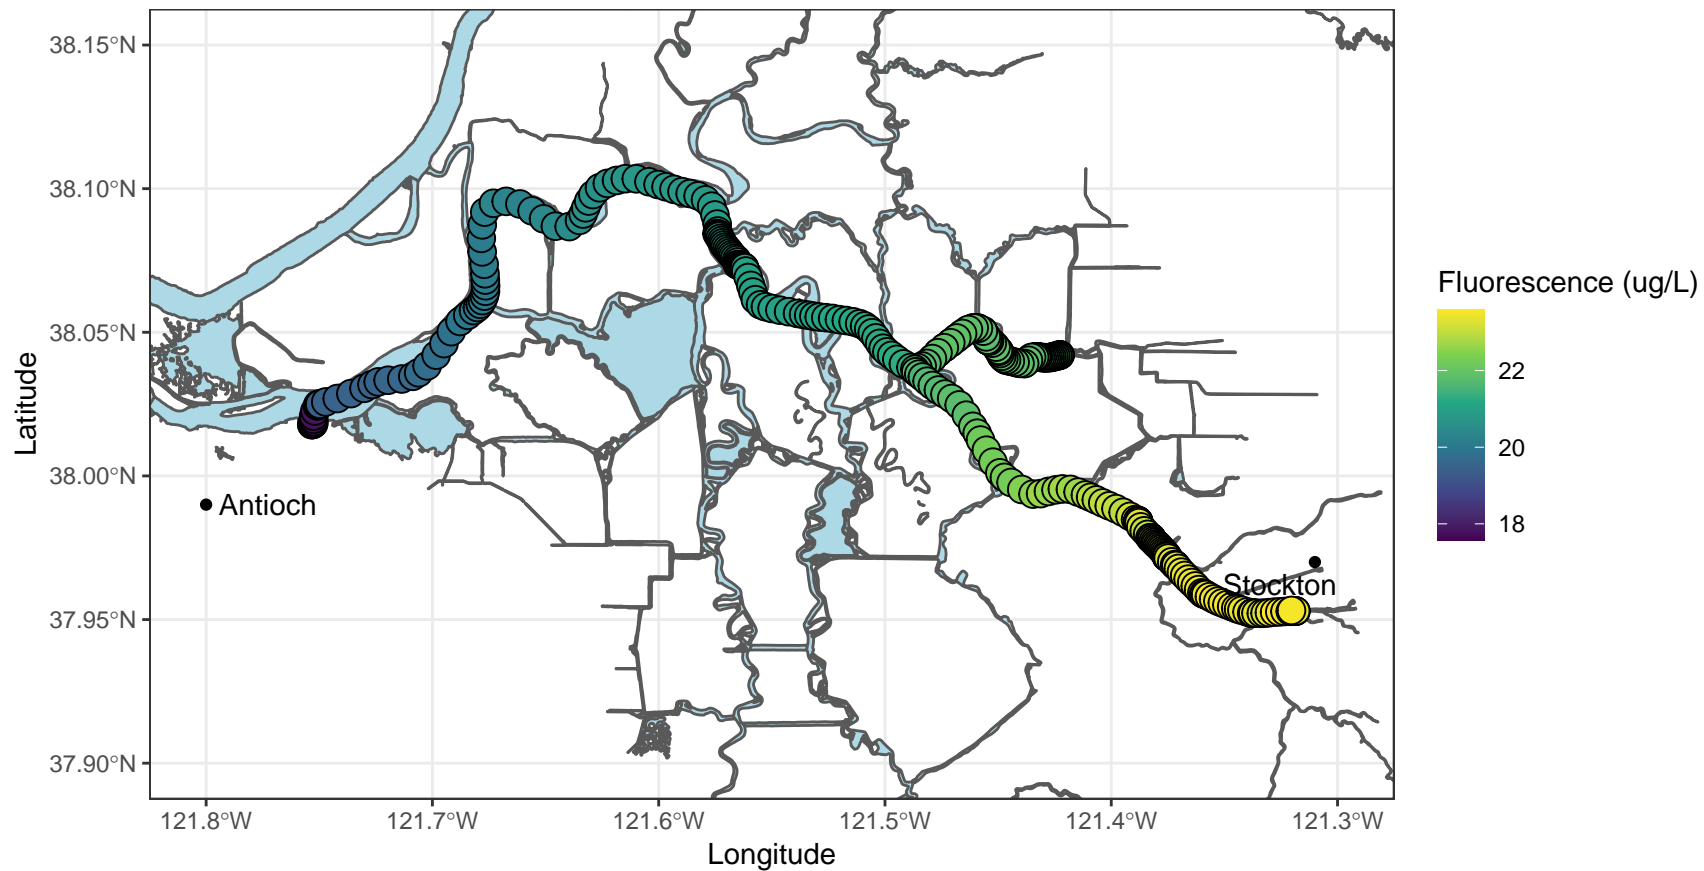 38.15°N
38.10°N
38.05°N
38.00°N
37.95°N
37.90°N
Latitude
Antioch
Stockton
121.8°W
121.7°W
121.6°W
121.5°W
121.4°W
121.3°W
Longitude
Fluorescence (ug/L)
22
20
18